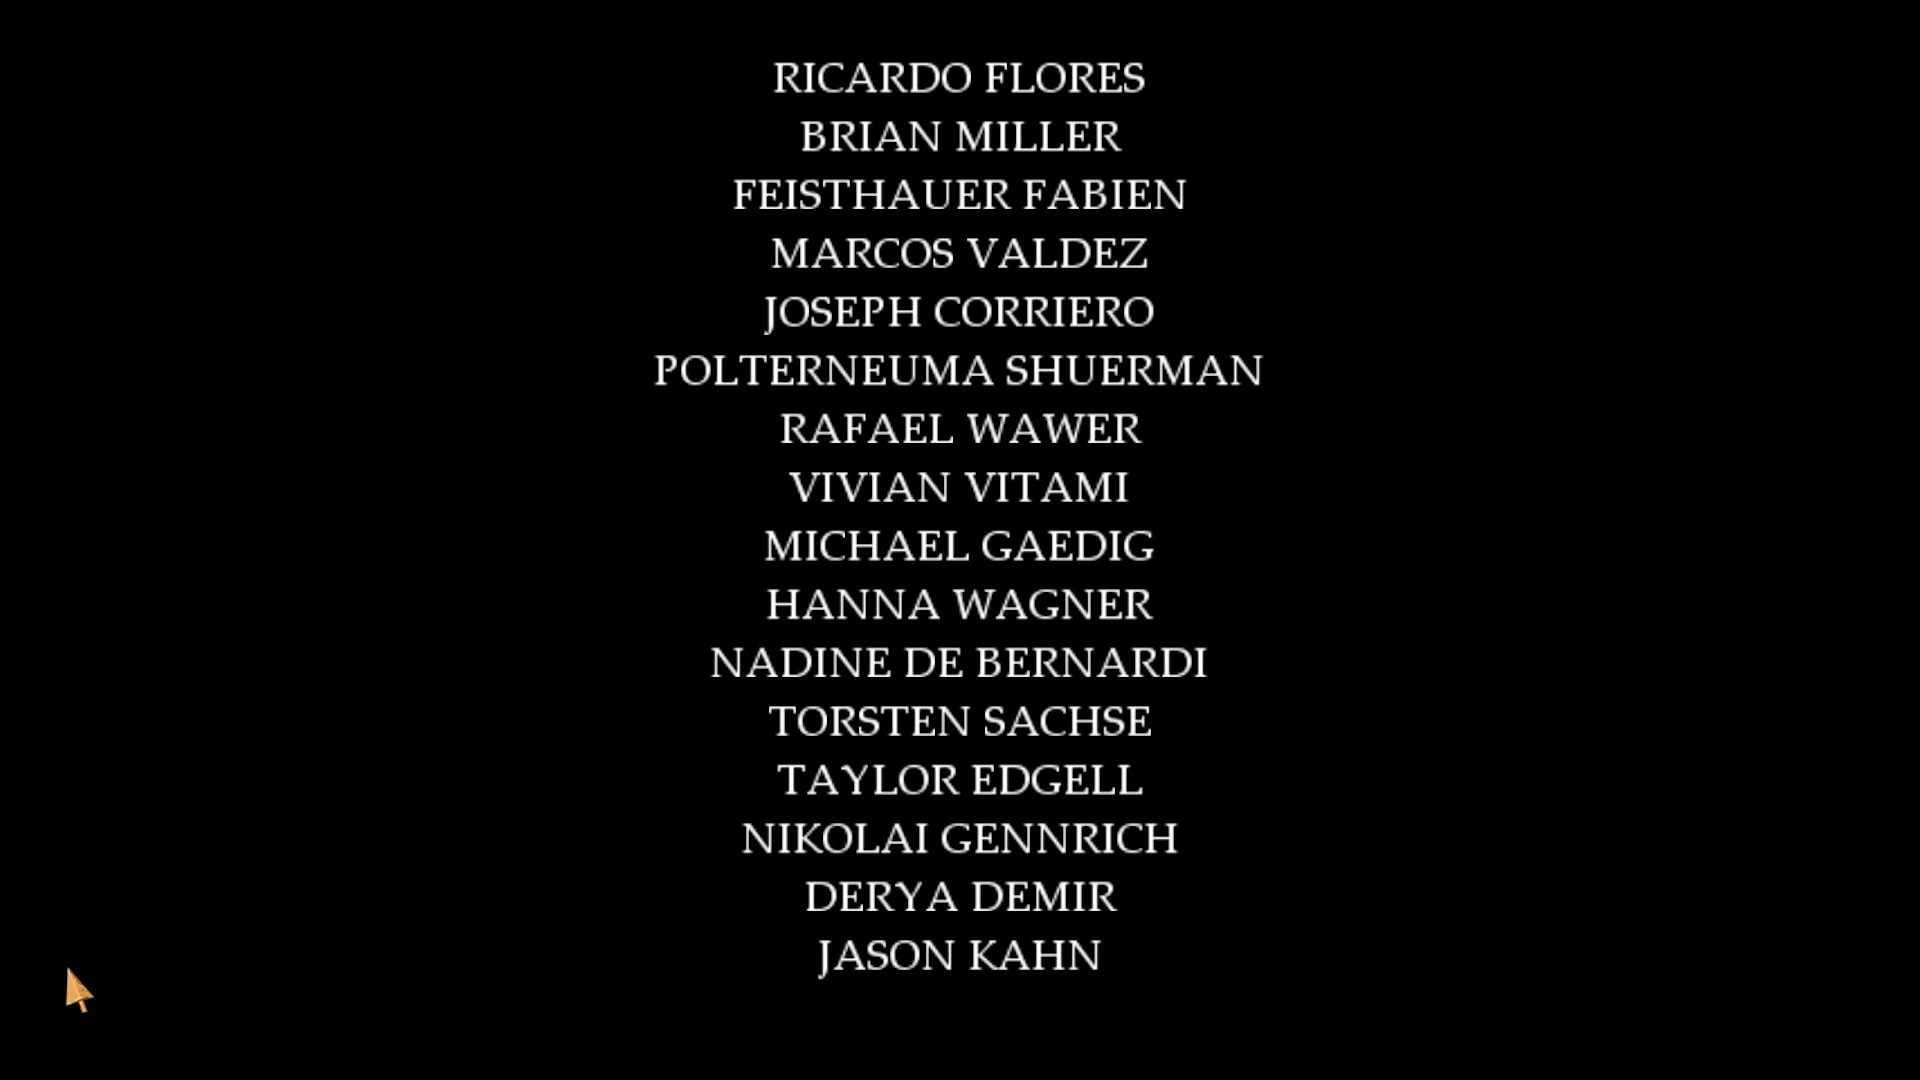 RICARDO FLORES
BRIAN MILLER
FEISTHAUER FABIEN
MARCOS VALDEZ
JOSEPH CORRIERO
POLTERNEUMA SHUERMAN
RAFAEL WAWER
VIVIAN VITAMI
MICHAEL GAEDIG
HANNA WAGNER
NADINE DE BERNARDI
TORSTEN SACHSE
TAYLOR EDGELL
NIKOLAI GENNRICH
DERYA DEMIR
JASON KAHN